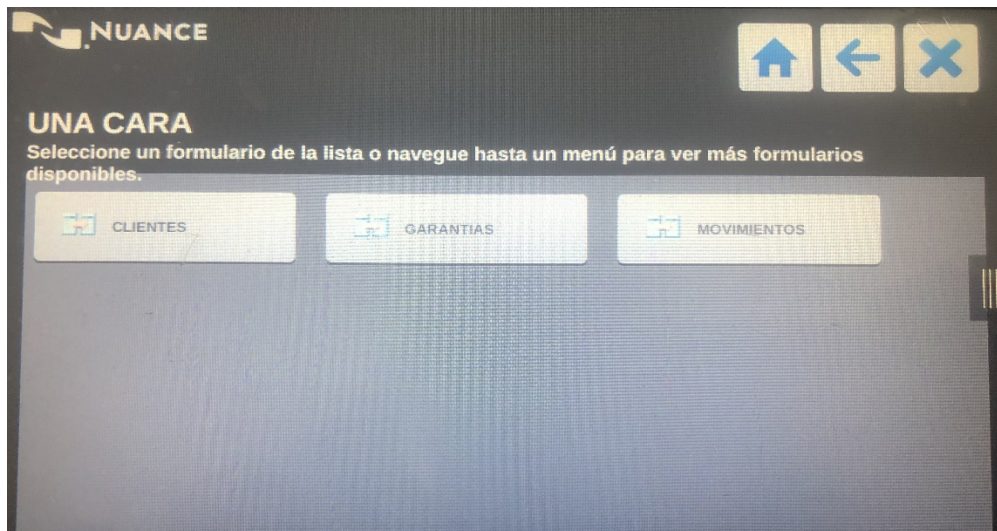 NUANCE
UNA CARA
Seleccione un formulario de la lista o navegue hasta un menú para ver más formularios
disponibles.
CLIENTES
GARANTIAS
MOVIMIENTOS